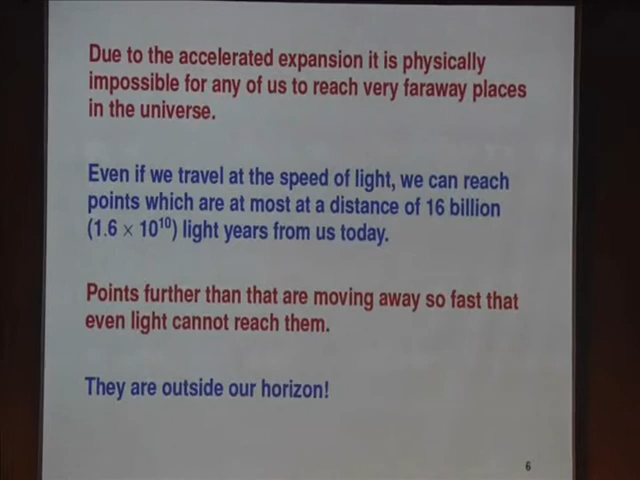 Due to the accelerated expansion it is physically
impossible for any of us to reach very faraway places
in the universe.
Even if we travel at the speed of light, we can reach
points which are at most at a distance of 16 billion
(1.6 × 10¹⁰) light years from us today.
Points further than that are moving away so fast that
even light cannot reach them.
They are outside our horizon!
6